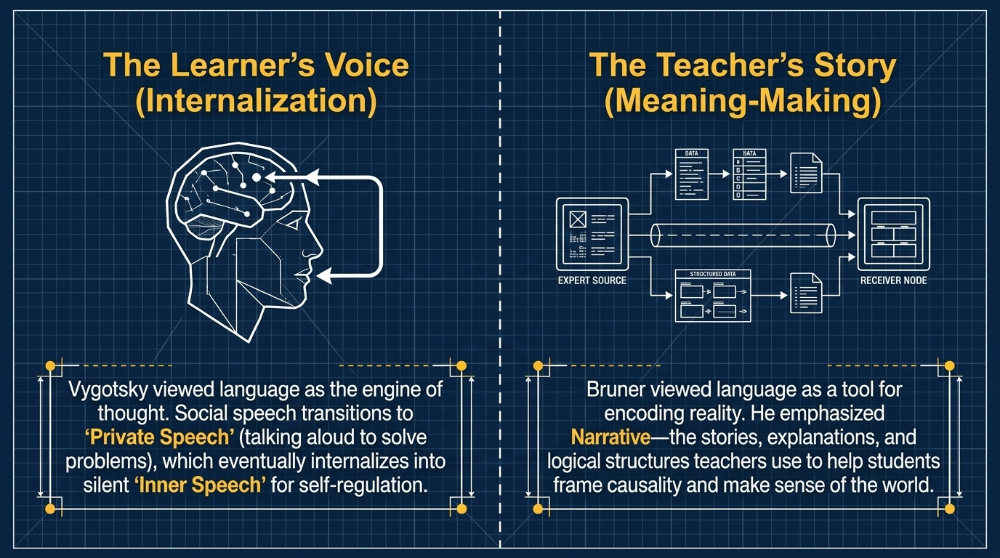 The Learner's Voice
(Internalization)
Vygotsky viewed language as the engine of
thought. Social speech transitions to
‘Private Speech’ (talking aloud to solve
problems), which eventually internalizes into
silent ‘Inner Speech’ for self-regulation.
The Teacher's Story
(Meaning-Making)
DATA
DATA
A
B
C
D
EXPERT SOURCE
STRCTURED DATA
RECEIVER NODE
Bruner viewed language as a tool for
encoding reality. He emphasized
Narrative—the stories, explanations, and
logical structures teachers use to help students
frame causality and make sense of the world.